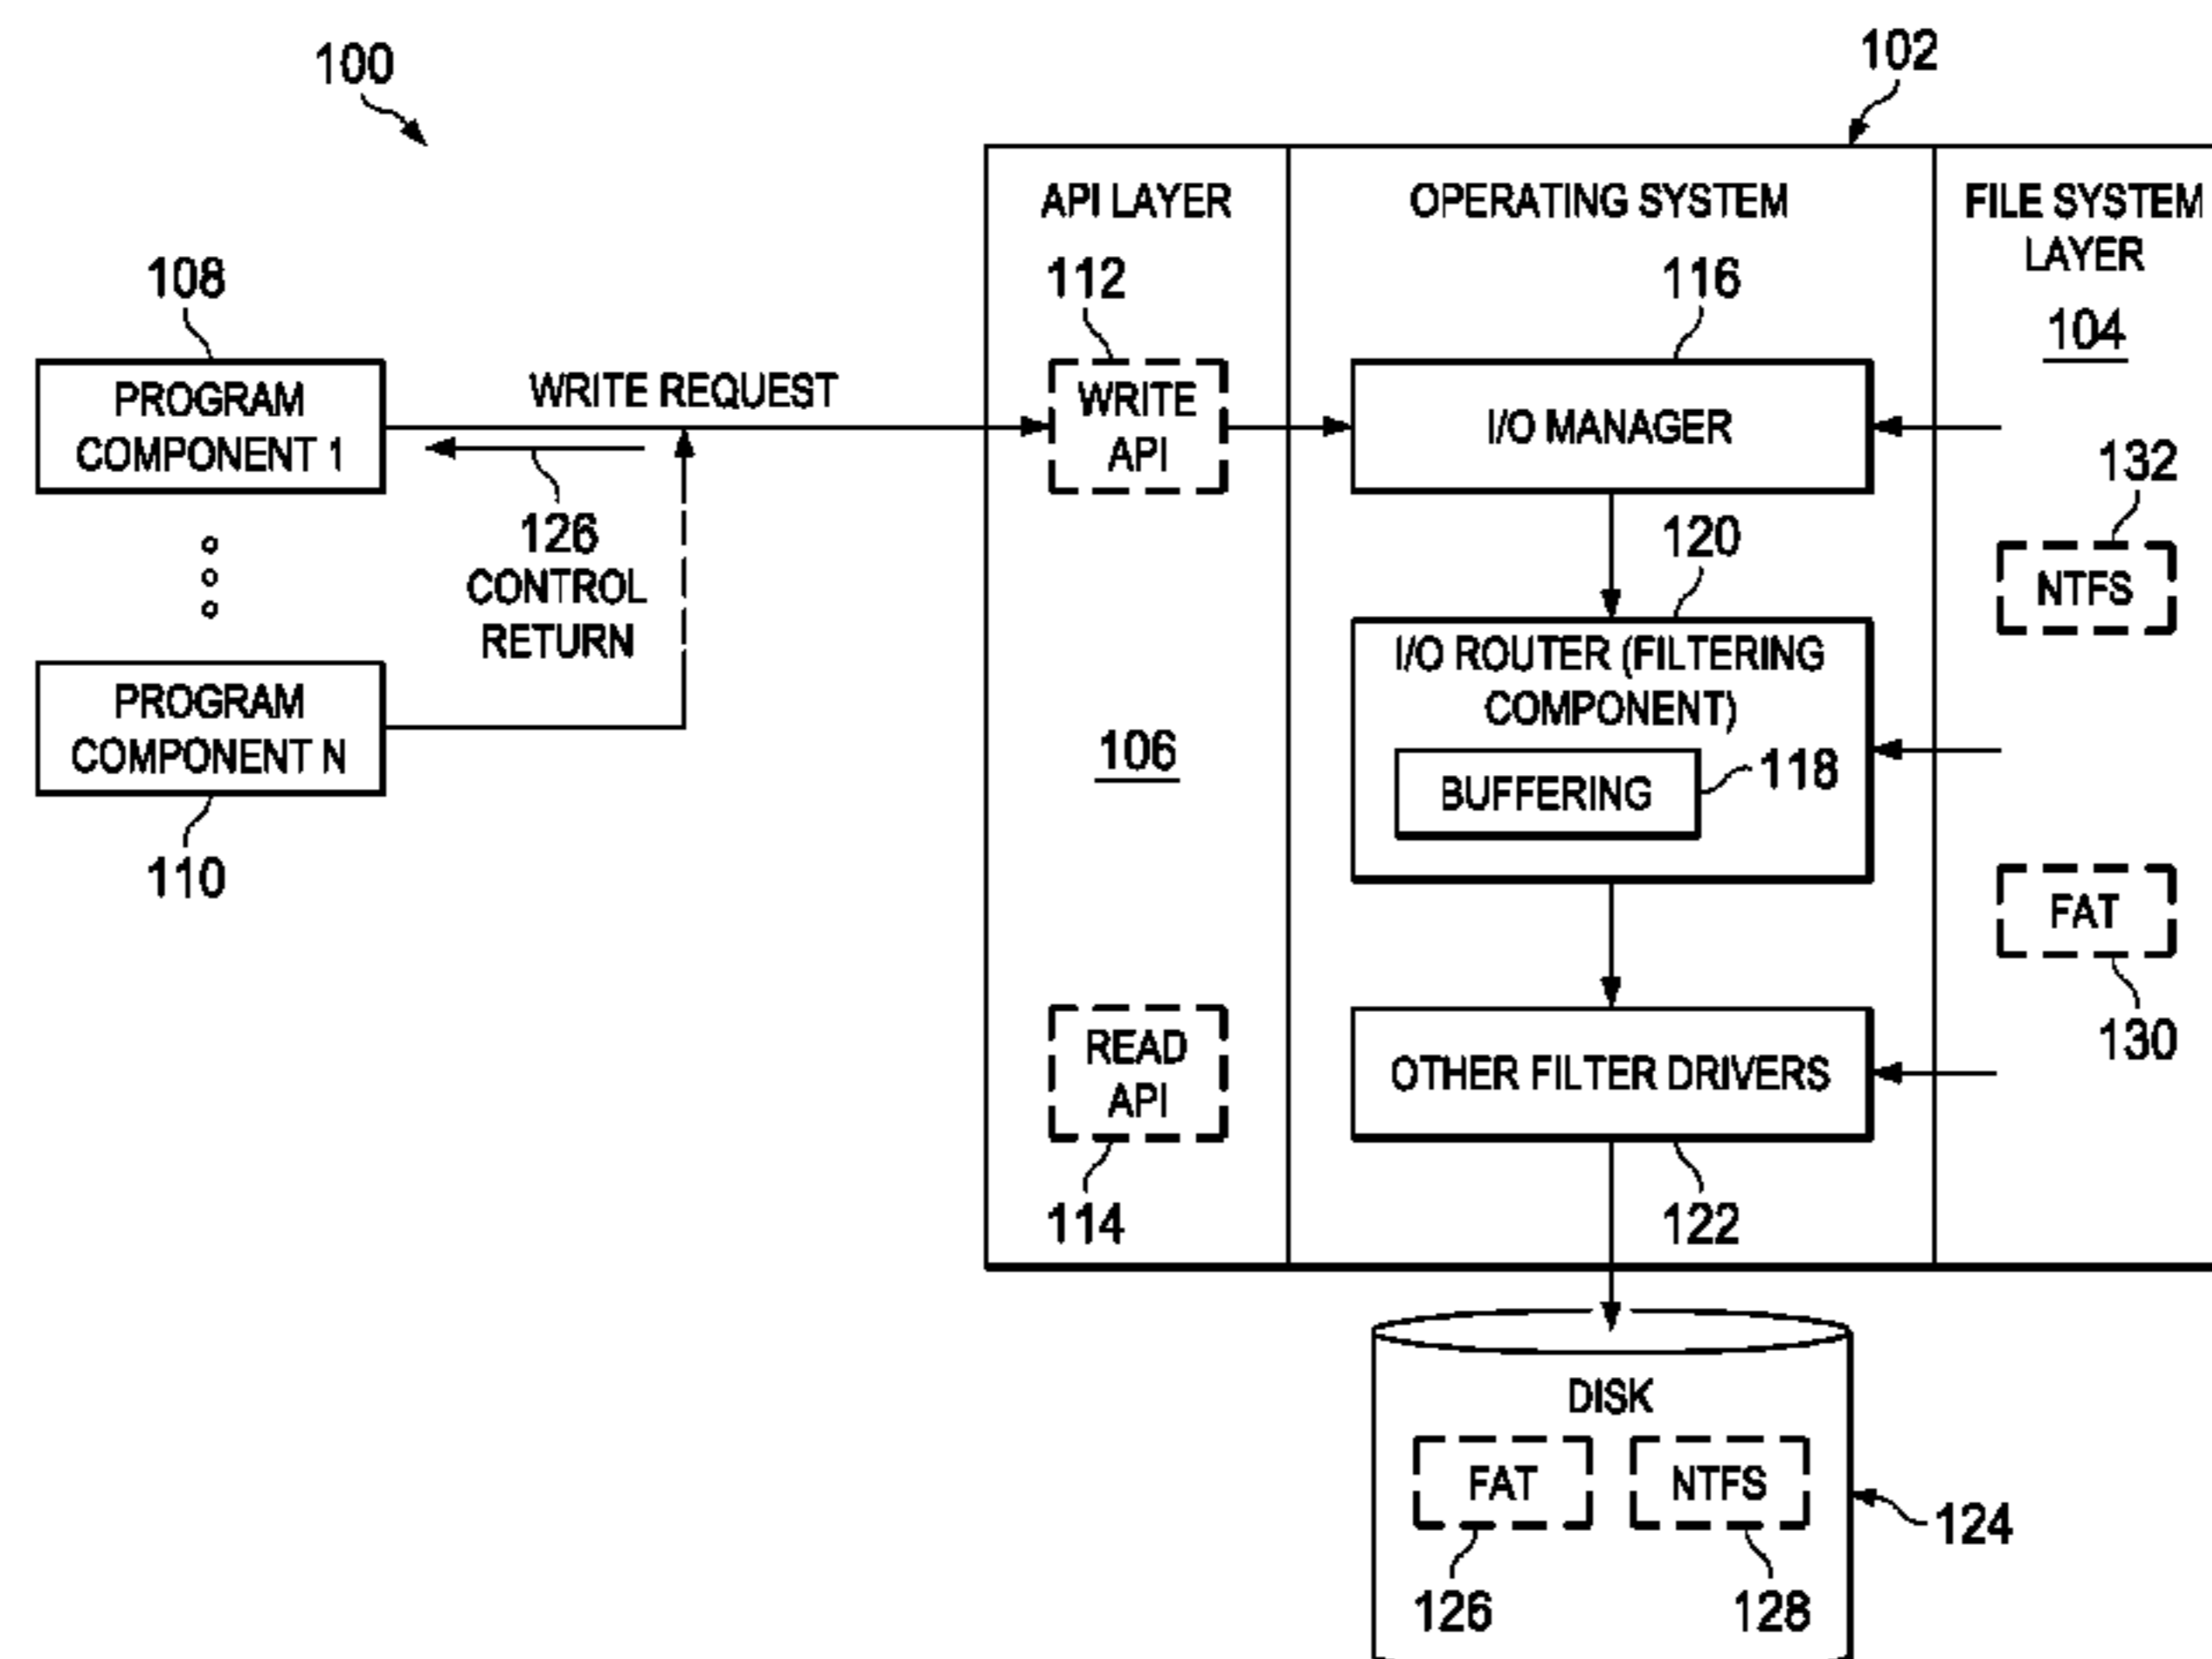 100
102
API LAYER
OPERATING SYSTEM
FILE SYSTEM
LAYER
104
108
112
116
PROGRAM
COMPONENT 1
WRITE REQUEST
WRITE
API
I/O MANAGER
132
126
CONTROL
RETURN
120
NTFS
I/O ROUTER (FILTERING
COMPONENT)
PROGRAM
COMPONENT N
106
BUFFERING
118
110
FAT
READ
API
OTHER FILTER DRIVERS
130
114
122
DISK
FAT
NTFS
124
126
128